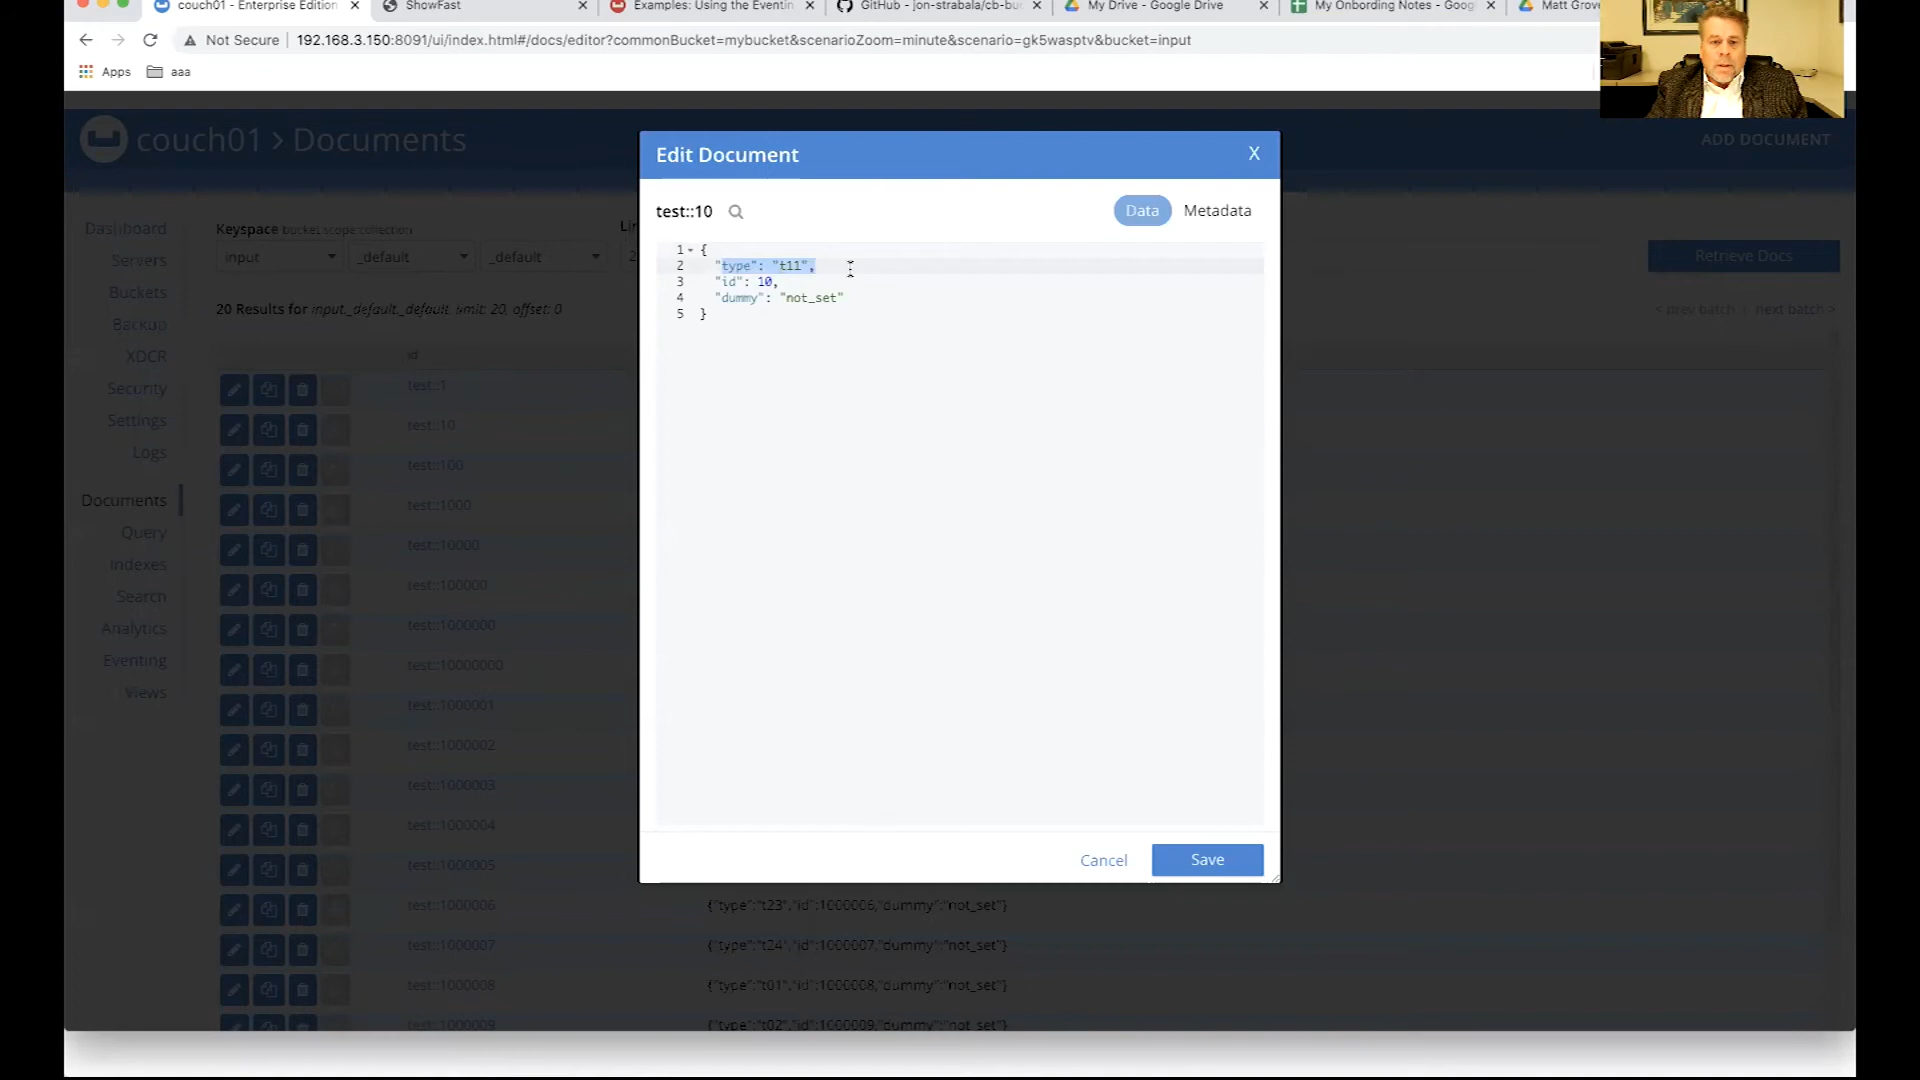 couch01 - Enterprise Edition
ShowFast
Examples: Using the Eventin
GitHub - jon-strabala/cb-bu
My Drive - Google Drive
My Onbording Notes - Goog
Matt Grov
Not Secure
192.168.3.150:8091/ui/index.html#/docs/editor?commonBucket=mybucket&scenarioZoom=minute&scenario=gk5wasptv&bucket=input
Apps
aaa
couch01 > Documents
ADD DOCUMENT
Edit Document
X
test::10
Data
Metadata
1 {
2 "type": "t11",
3 "id": 10,
4 "dummy": "not_set"
5 }
Cancel
Save
Dashboard
Servers
Buckets
Backup
XDCR
Security
Settings
Logs
Documents
Query
Indexes
Search
Analytics
Eventing
Views
Keyspace bucket.scope.collection
input
_default
_default
2
Retrieve Docs
20 Results for input._default._default, limit: 20, offset: 0
< prev batch | next batch >
id
test::1
test::10
test::100
test::1000
test::10000
test::100000
test::1000000
test::10000000
test::1000001
test::1000002
test::1000003
test::1000004
test::1000005
test::1000006 {"type":"t23","id":1000006,"dummy":"not_set"}
test::1000007 {"type":"t24","id":1000007,"dummy":"not_set"}
test::1000008 {"type":"t01","id":1000008,"dummy":"not_set"}
test::1000009 {"type":"t02","id":1000009,"dummy":"not_set"}